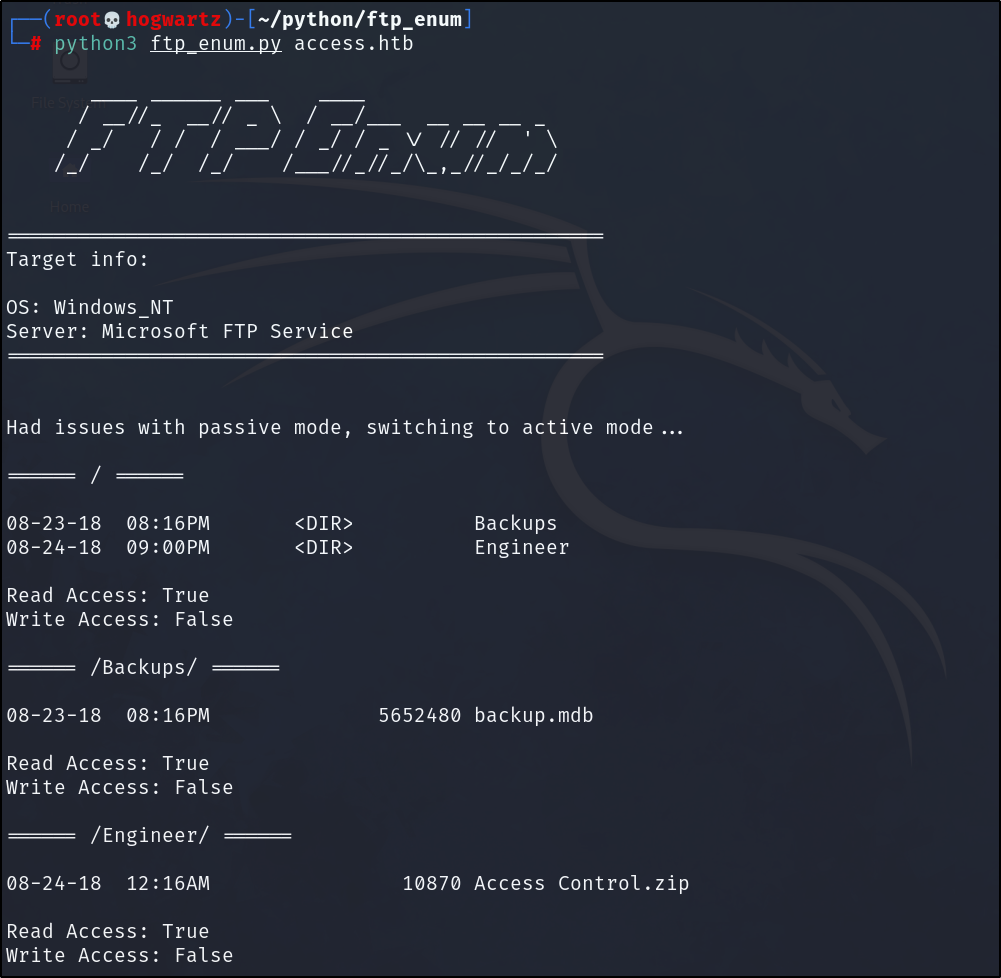 ┌──(root💀hogwartz)-[~/python/ftp_enum]
└─# python3 ftp_enum.py access.htb
File System
FTP Enum
Home
Target info:
OS: Windows_NT
Server: Microsoft FTP Service
Had issues with passive mode, switching to active mode...
====== / ======
08-23-18  08:16PM       <DIR>          Backups
08-24-18  09:00PM       <DIR>          Engineer
Read Access: True
Write Access: False
====== /Backups/ ======
08-23-18  08:16PM              5652480 backup.mdb
Read Access: True
Write Access: False
====== /Engineer/ ======
08-24-18  12:16AM                10870 Access Control.zip
Read Access: True
Write Access: False